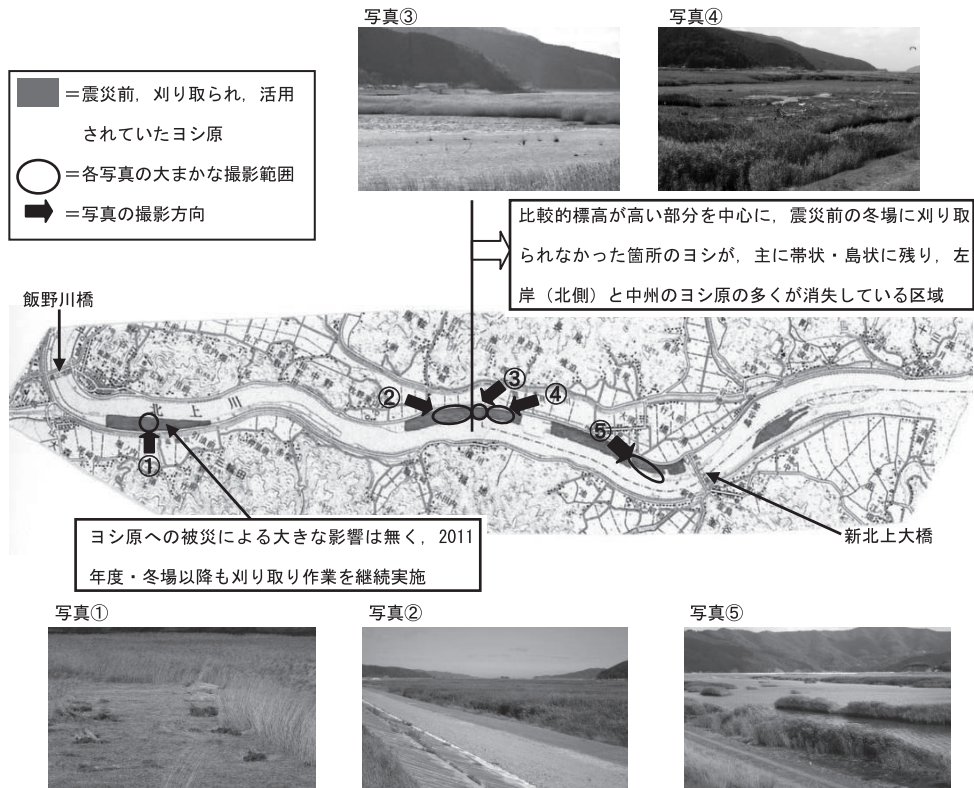 写真③
写真④
=震災前，刈り取られ，活用
されていたヨシ原
=各写真の大まかな撮影範囲
=写真の撮影方向
比較的標高が高い部分を中心に，震災前の冬場に刈り取
られなかった箇所のヨシが，主に帯状・島状に残り，左
岸（北側）と中州のヨシ原の多くが消失している区域
飯野川橋
北上川
②
③
④
⑤
①
ヨシ原への被災による大きな影響は無く，2011
年度・冬場以降も刈り取り作業を継続実施
新北上大橋
写真①
写真②
写真⑤